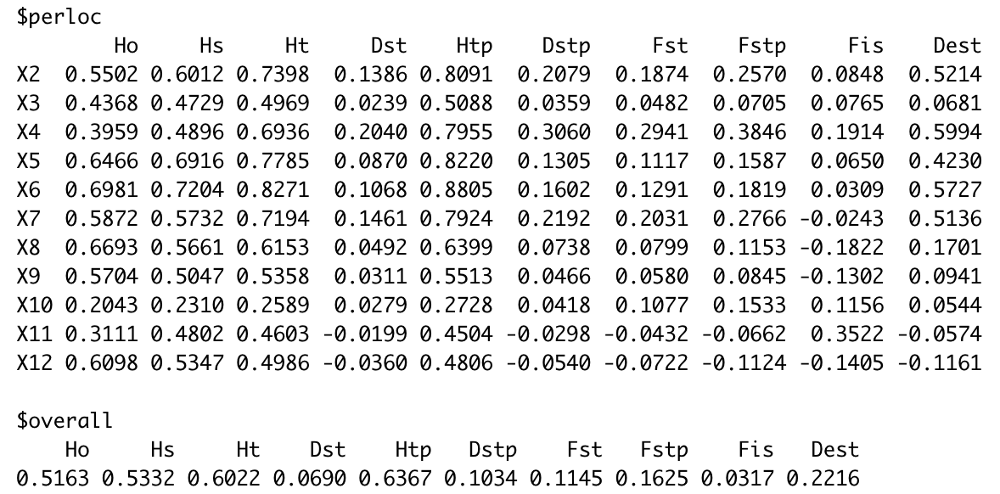 $perloc
Ho Hs Ht Dst Htp Dstp Fst Fstp Fis Dest
X2 0.5502 0.6012 0.7398 0.1386 0.8091 0.2079 0.1874 0.2570 0.0848 0.5214
X3 0.4368 0.4729 0.4969 0.0239 0.5088 0.0359 0.0482 0.0705 0.0765 0.0681
X4 0.3959 0.4896 0.6936 0.2040 0.7955 0.3060 0.2941 0.3846 0.1914 0.5994
X5 0.6466 0.6916 0.7785 0.0870 0.8220 0.1305 0.1117 0.1587 0.0650 0.4230
X6 0.6981 0.7204 0.8271 0.1068 0.8805 0.1602 0.1291 0.1819 0.0309 0.5727
X7 0.5872 0.5732 0.7194 0.1461 0.7924 0.2192 0.2031 0.2766 -0.0243 0.5136
X8 0.6693 0.5661 0.6153 0.0492 0.6399 0.0738 0.0799 0.1153 -0.1822 0.1701
X9 0.5704 0.5047 0.5358 0.0311 0.5513 0.0466 0.0580 0.0845 -0.1302 0.0941
X10 0.2043 0.2310 0.2589 0.0279 0.2728 0.0418 0.1077 0.1533 0.1156 0.0544
X11 0.3111 0.4802 0.4603 -0.0199 0.4504 -0.0298 -0.0432 -0.0662 0.3522 -0.0574
X12 0.6098 0.5347 0.4986 -0.0360 0.4806 -0.0540 -0.0722 -0.1124 -0.1405 -0.1161
$overall
Ho Hs Ht Dst Htp Dstp Fst Fstp Fis Dest
0.5163 0.5332 0.6022 0.0690 0.6367 0.1034 0.1145 0.1625 0.0317 0.2216